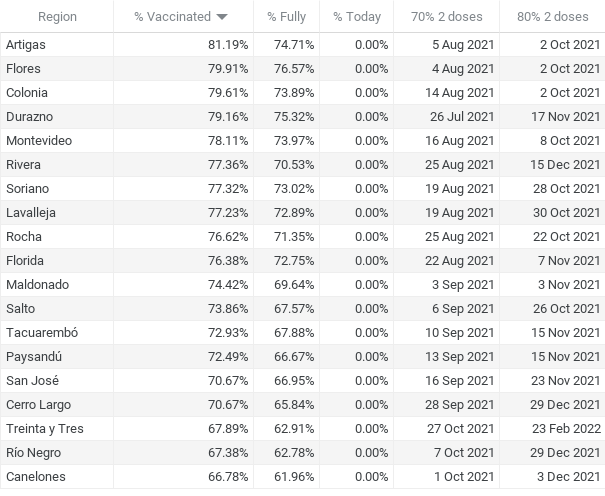 Region % Vaccinated % Fully % Today 70% 2 doses 80% 2 doses
Artigas 81.19% 74.71% 0.00% 5 Aug 2021 2 Oct 2021
Flores 79.91% 76.57% 0.00% 4 Aug 2021 2 Oct 2021
Colonia 79.61% 73.89% 0.00% 14 Aug 2021 2 Oct 2021
Durazno 79.16% 75.32% 0.00% 26 Jul 2021 17 Nov 2021
Montevideo 78.11% 73.97% 0.00% 16 Aug 2021 8 Oct 2021
Rivera 77.36% 70.53% 0.00% 25 Aug 2021 15 Dec 2021
Soriano 77.32% 73.02% 0.00% 19 Aug 2021 28 Oct 2021
Lavalleja 77.23% 72.89% 0.00% 19 Aug 2021 30 Oct 2021
Rocha 76.62% 71.35% 0.00% 25 Aug 2021 22 Oct 2021
Florida 76.38% 72.75% 0.00% 22 Aug 2021 7 Nov 2021
Maldonado 74.42% 69.64% 0.00% 3 Sep 2021 3 Nov 2021
Salto 73.86% 67.57% 0.00% 6 Sep 2021 26 Oct 2021
Tacuarembó 72.93% 67.88% 0.00% 10 Sep 2021 15 Nov 2021
Paysandú 72.49% 66.67% 0.00% 13 Sep 2021 15 Nov 2021
San José 70.67% 66.95% 0.00% 16 Sep 2021 23 Nov 2021
Cerro Largo 70.67% 65.84% 0.00% 28 Sep 2021 29 Dec 2021
Treinta y Tres 67.89% 62.91% 0.00% 27 Oct 2021 23 Feb 2022
Río Negro 67.38% 62.78% 0.00% 7 Oct 2021 29 Dec 2021
Canelones 66.78% 61.96% 0.00% 1 Oct 2021 3 Dec 2021